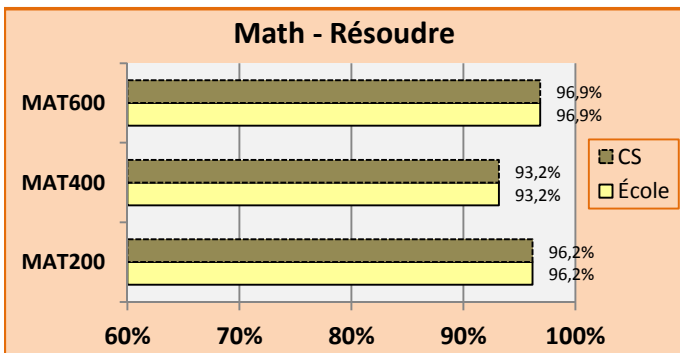 Math - Résoudre
MAT600
96,9%
96,9%
MAT400
93,2%
93,2%
MAT200
96,2%
96,2%
CS
École
60% 70% 80% 90% 100%